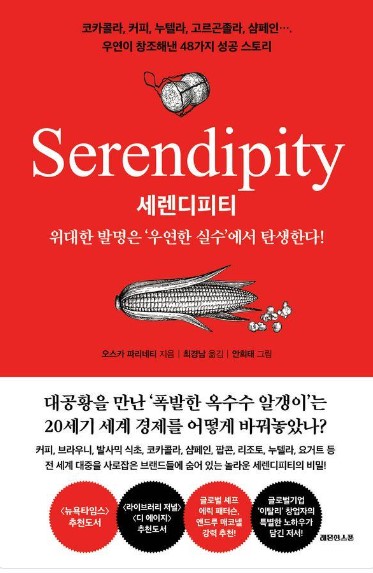 코카콜라, 커피, 누텔라, 고르곤졸라, 샴페인….
우연이 창조해낸 48가지 성공 스토리
Serendipity
세렌디피티
위대한 발명은 ‘우연한 실수’에서 탄생한다!
오스카 파리네티 지음 | 최경남 옮김 | 안희태 그림
대공황을 만난 ‘폭발한 옥수수 알갱이’는
20세기 세계 경제를 어떻게 바꿔놓았나?
커피, 브라우니, 발사믹 식초, 코카콜라, 샴페인, 팝콘, 리조토, 누텔라, 요거트 등
전 세계 대중을 사로잡은 브랜드들에 숨어 있는 놀라운 세렌디피티의 비밀!
〈뉴욕타임스〉
추천도서
〈라이브러리 저널〉
〈디 에이지〉
추천도서
글로벌 셰프
에릭 페터슨,
앤드루 매코넬
강력 추천!
글로벌기업
‘이탈리’ 창업자의
특별한 노하우가
담긴 저서!
레몬한스푼